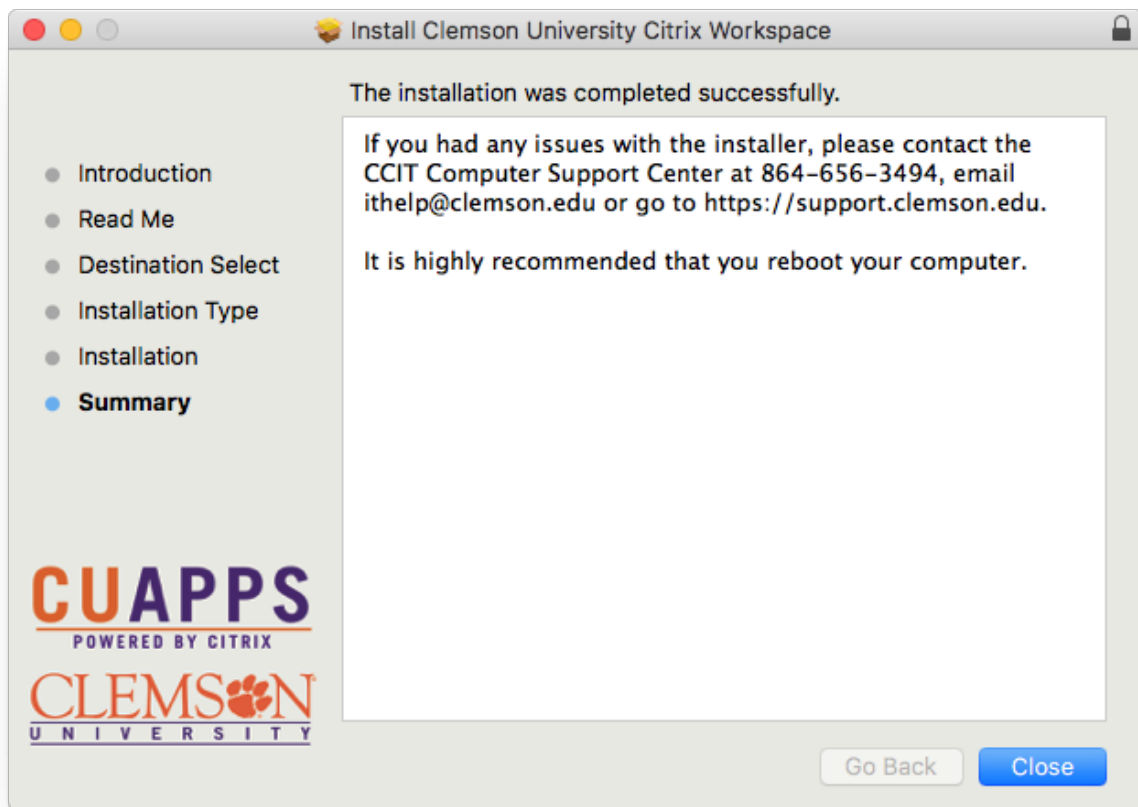 Install Clemson University Citrix Workspace
The installation was completed successfully.
Introduction
Read Me
Destination Select
Installation Type
Installation
Summary
If you had any issues with the installer, please contact the
CCIT Computer Support Center at 864-656-3494, email
ithelp@clemson.edu or go to https://support.clemson.edu.
It is highly recommended that you reboot your computer.
CUAPPS
POWERED BY CITRIX
CLEMSON
UNIVERSITY
Go Back
Close